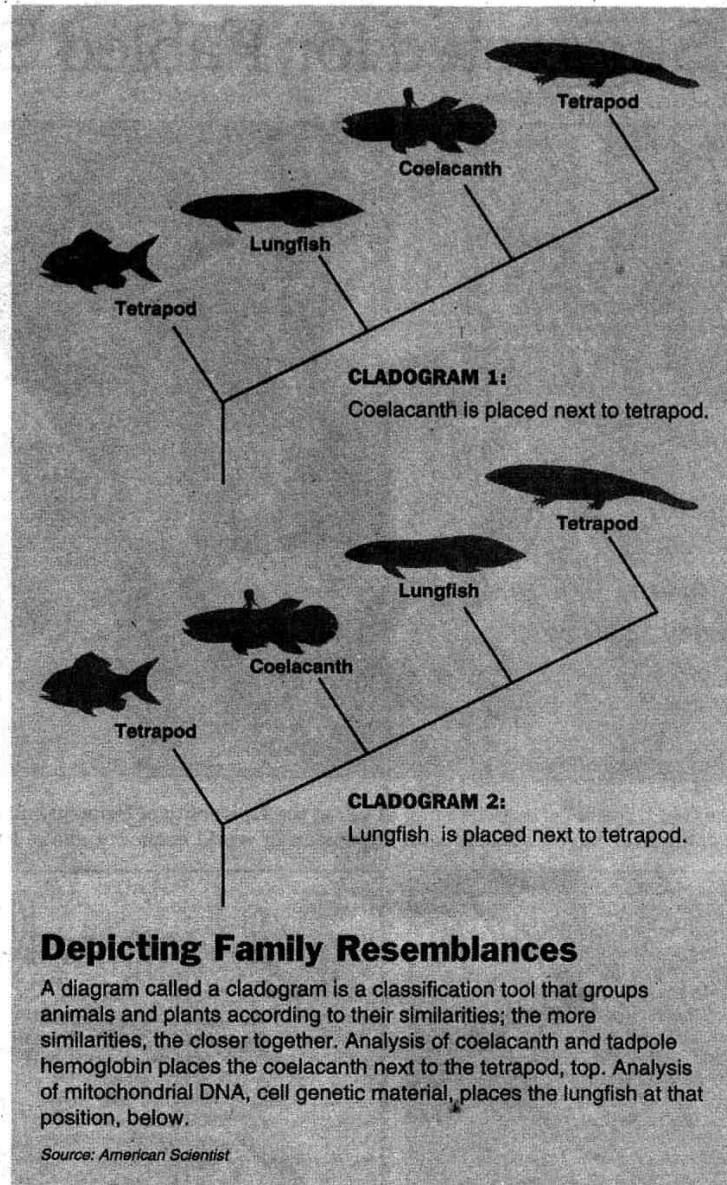 Tetrapod
Coelacanth
Lungfish
Tetrapod
CLADOGRAM 1:
Coelacanth is placed next to tetrapod.
Tetrapod
Lungfish
Coelacanth
Tetrapod
CLADOGRAM 2:
Lungfish is placed next to tetrapod.
Depicting Family Resemblances
A diagram called a cladogram is a classification tool that groups
animals and plants according to their similarities; the more
similarities, the closer together. Analysis of coelacanth and tadpole
hemoglobin places the coelacanth next to the tetrapod, top. Analysis
of mitochondrial DNA, cell genetic material, places the lungfish at that
position, below.
Source: American Scientist